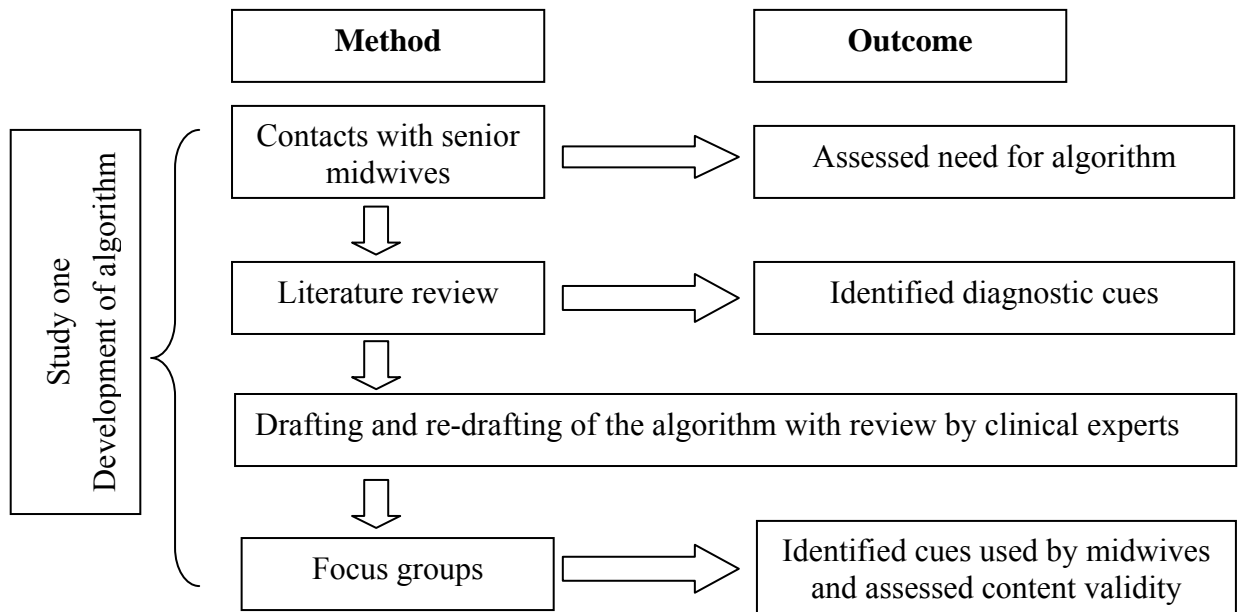 Method
Outcome
Study one
Development of algorithm
Contacts with senior
midwives
Assessed need for algorithm
Literature review
Identified diagnostic cues
Drafting and re-drafting of the algorithm with review by clinical experts
Focus groups
Identified cues used by midwives
and assessed content validity